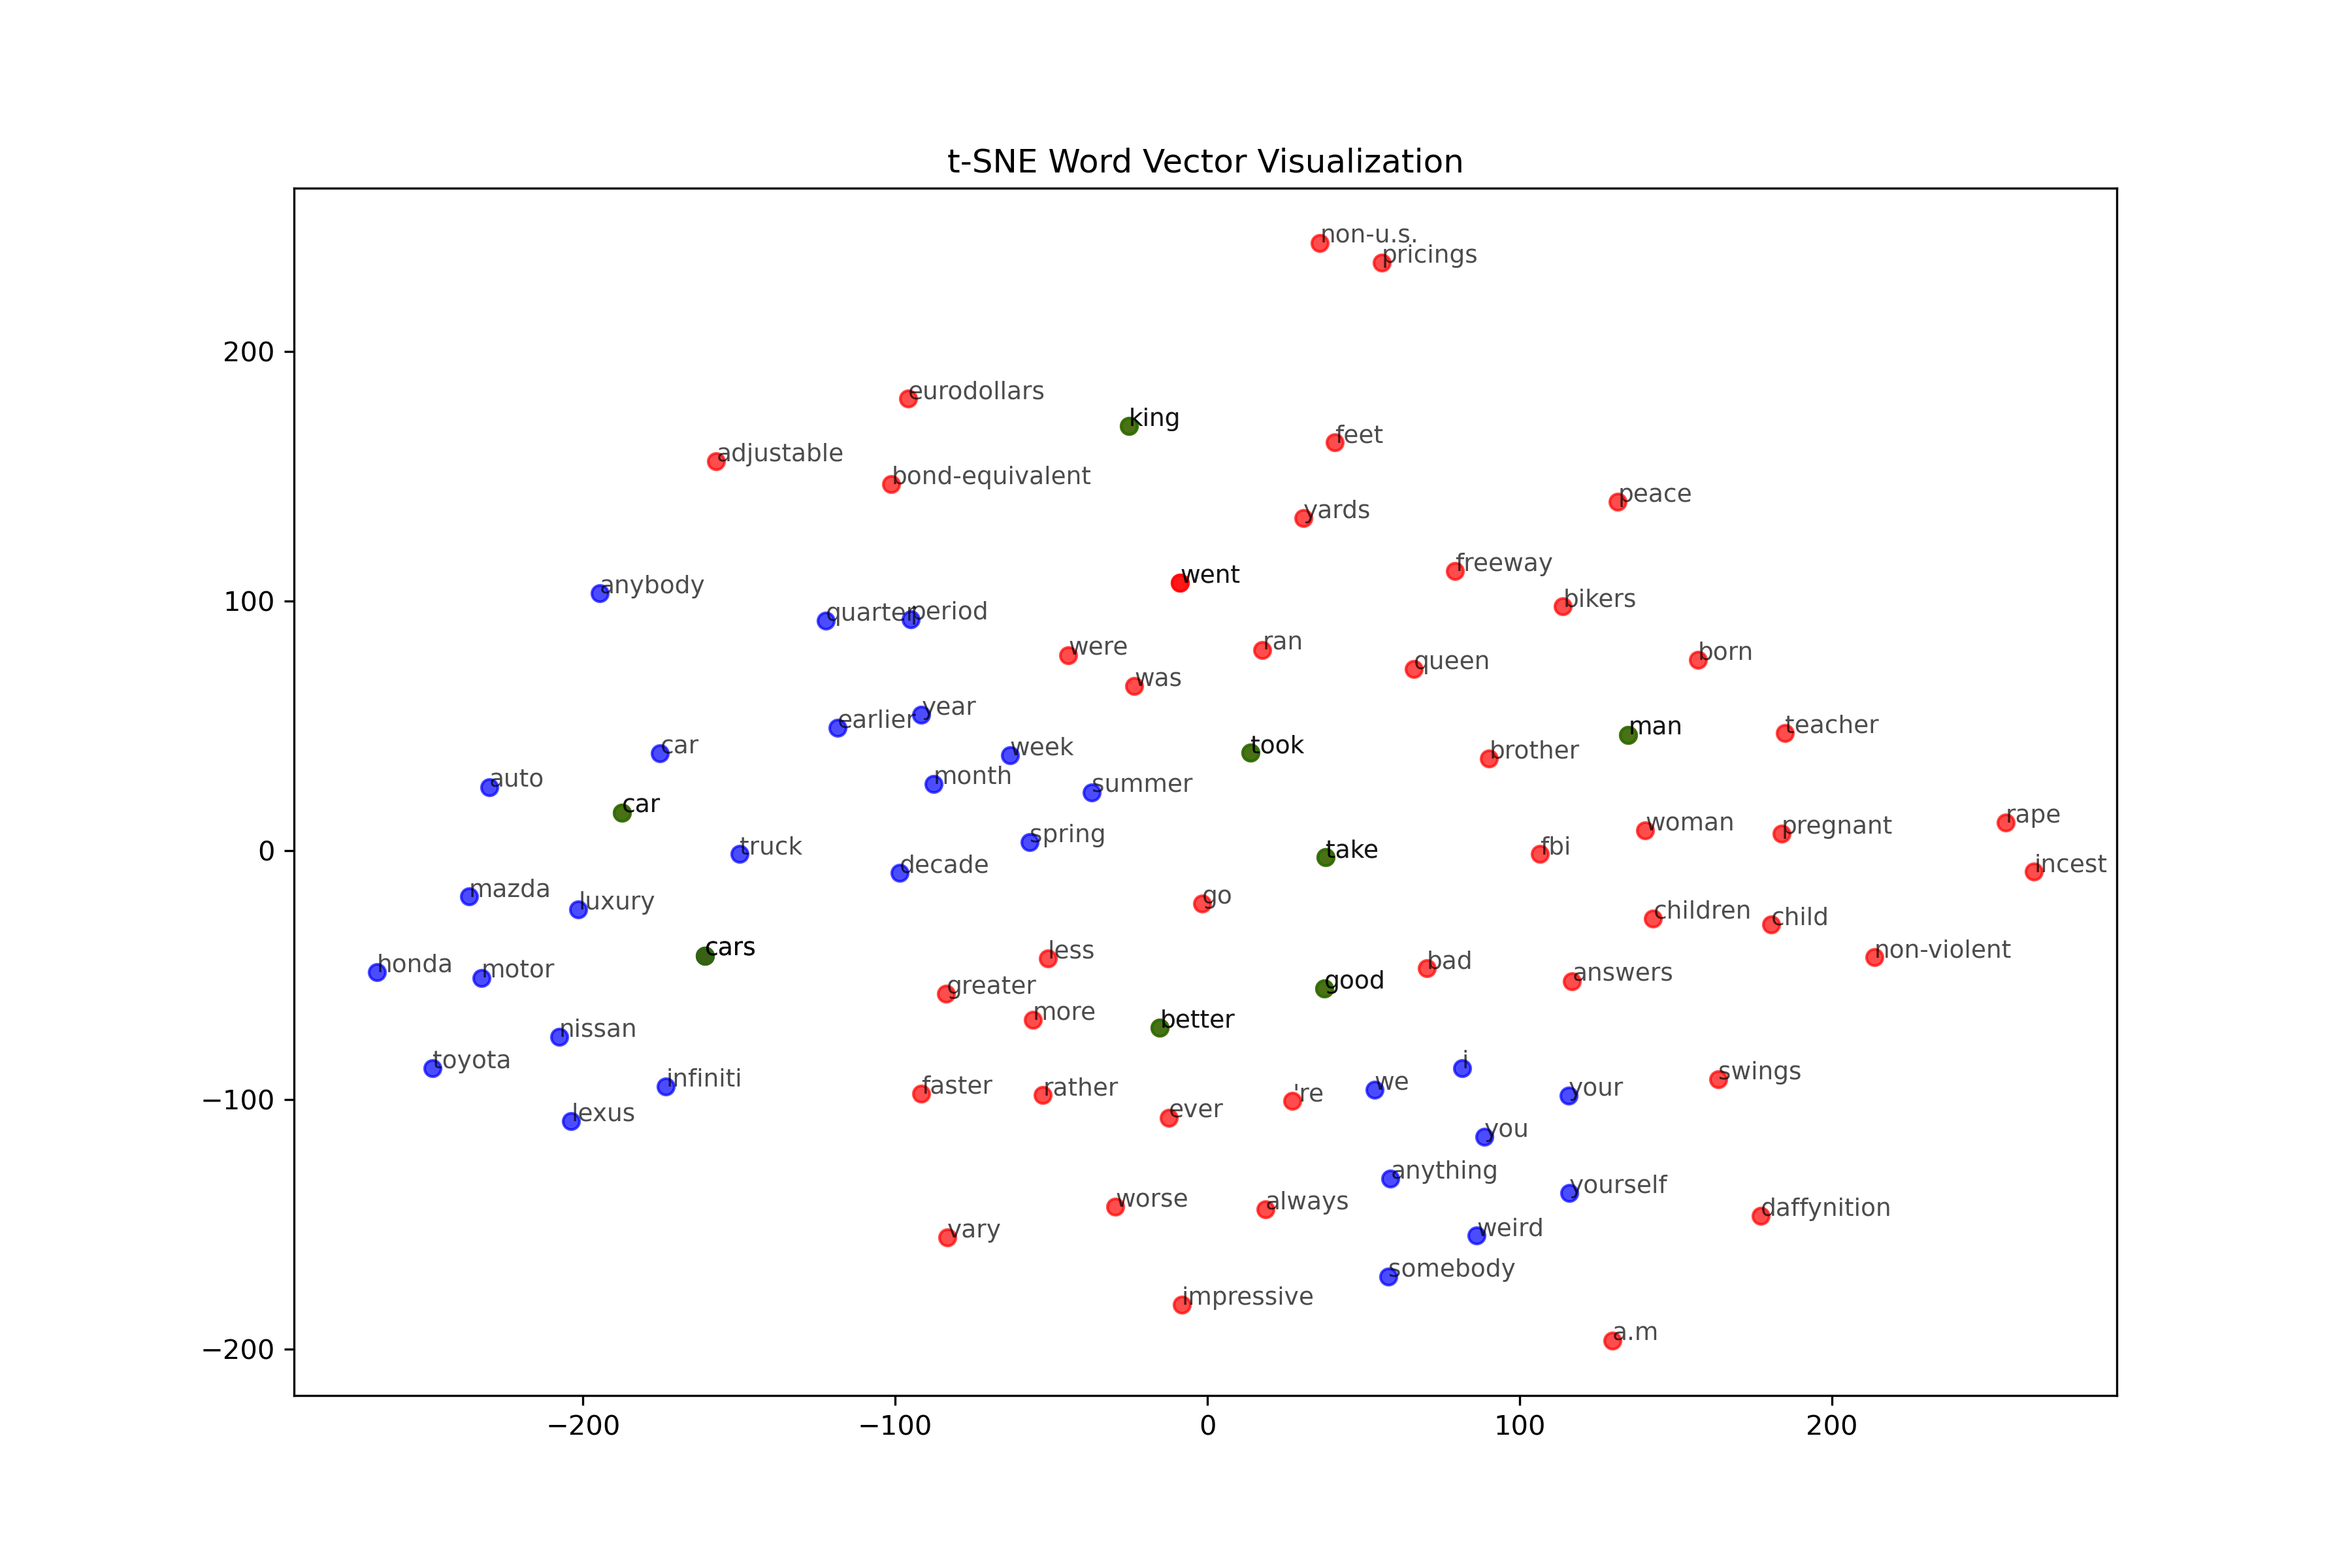 t-SNE Word Vector Visualization
non-u.s.
pricings
200
eurodollars
king
feet
adjustable
bond-equivalent
peace
yards
freeway
went
100
anybody
bikers
quarter
period
ran
were
born
queen
was
year
earlier
teacher
man
took
car
week
brother
month
auto
summer
car
rape
woman
pregnant
spring
0
truck
fbi
take
decade
incest
mazda
go
luxury
children
child
cars
less
non-violent
bad
honda
motor
answers
good
greater
more
better
nissan
toyota
i
swings
infiniti
we
faster
rather
're
your
−100
ever
lexus
you
anything
yourself
worse
always
daffynition
weird
vary
somebody
impressive
a.m
−200
−200
−100
0
100
200